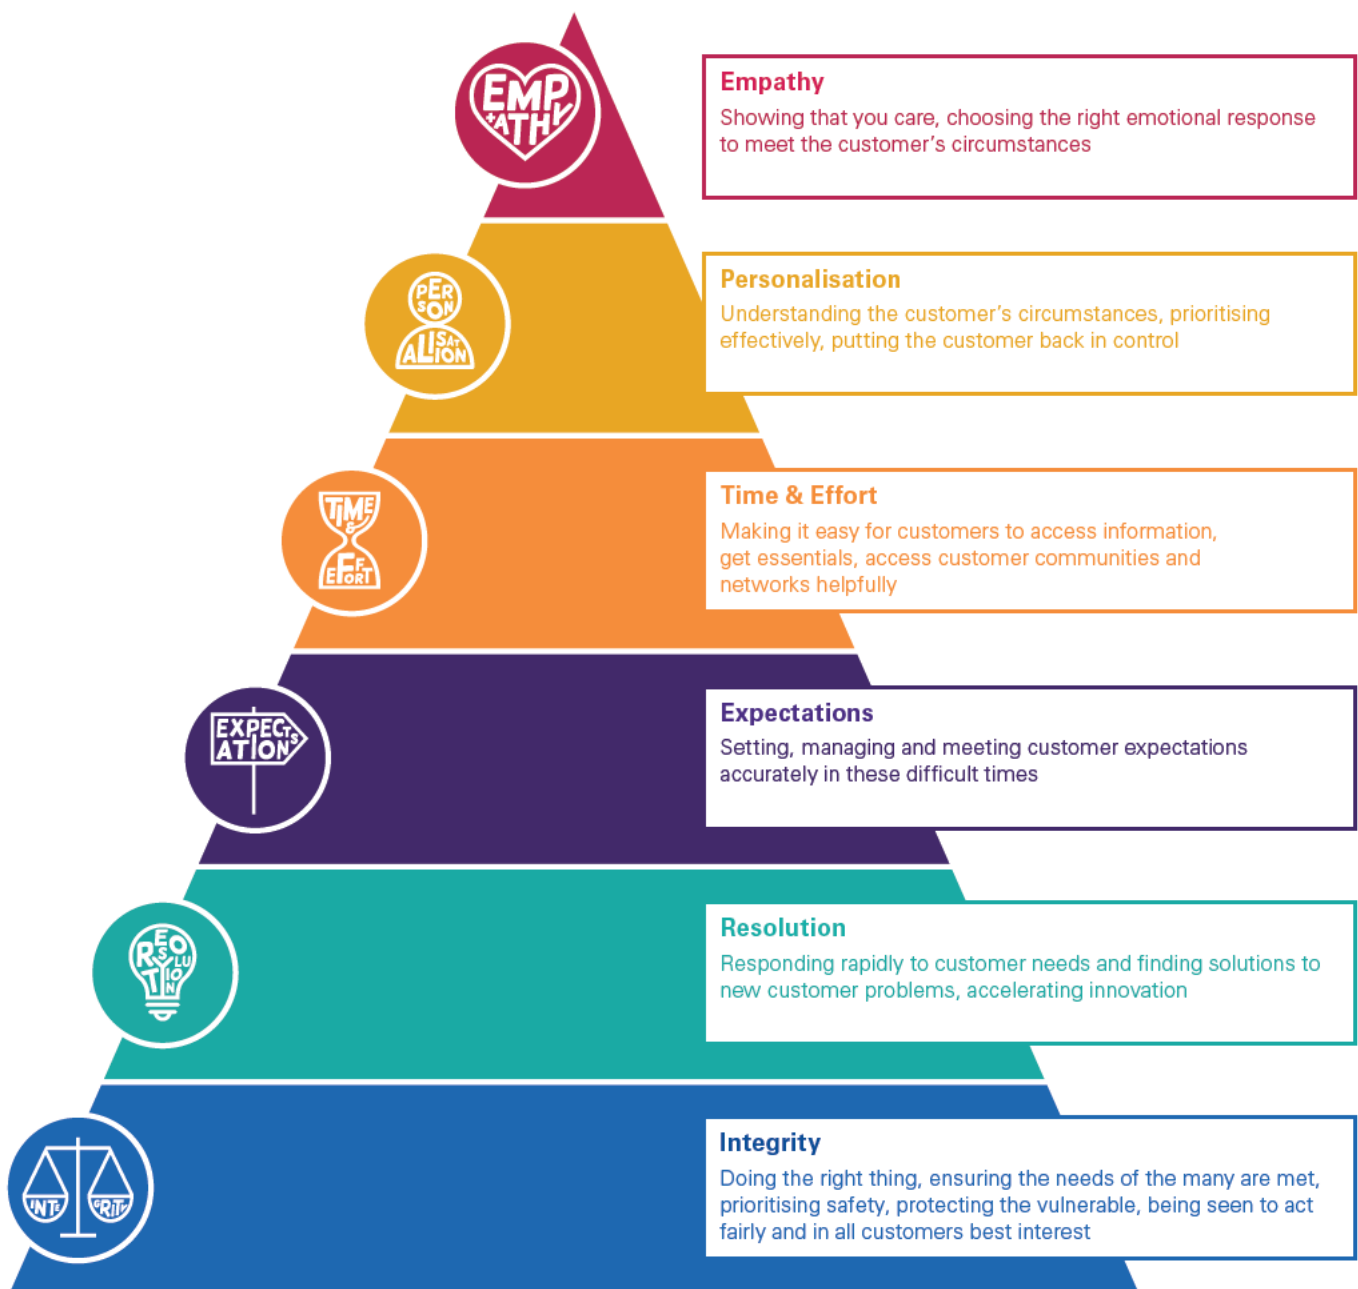 EMP
ATHY
Empathy
Showing that you care, choosing the right emotional response
to meet the customer’s circumstances
PER
SON
ALISAT
ION
Personalisation
Understanding the customer’s circumstances, prioritising
effectively, putting the customer back in control
TIME
&
EFF
ORT
Time & Effort
Making it easy for customers to access information,
get essentials, access customer communities and
networks helpfully
EXPECT
ATIONS
Expectations
Setting, managing and meeting customer expectations
accurately in these difficult times
RESOLU
TION
Resolution
Responding rapidly to customer needs and finding solutions to
new customer problems, accelerating innovation
INTE
GRITY
Integrity
Doing the right thing, ensuring the needs of the many are met,
prioritising safety, protecting the vulnerable, being seen to act
fairly and in all customers best interest